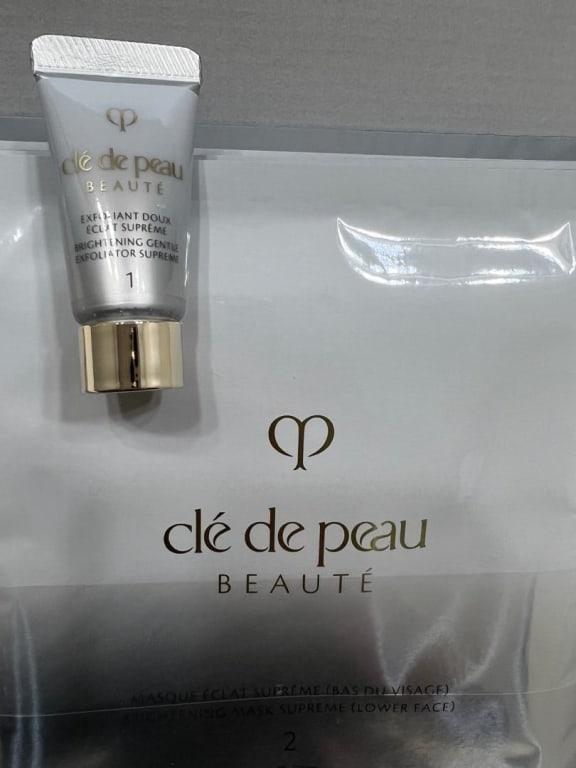 clé de peau
BEAUTÉ
EXFOLIANT DOUX
ÉCLAT SUPRÊME
BRIGHTENING GENTLE
EXFOLIATOR SUPREME
1
clé de peau
BEAUTÉ
MASQUE ÉCLAT SUPRÊME (BAS DU VISAGE)
BRIGHTENING MASK SUPREME (LOWER FACE)
2